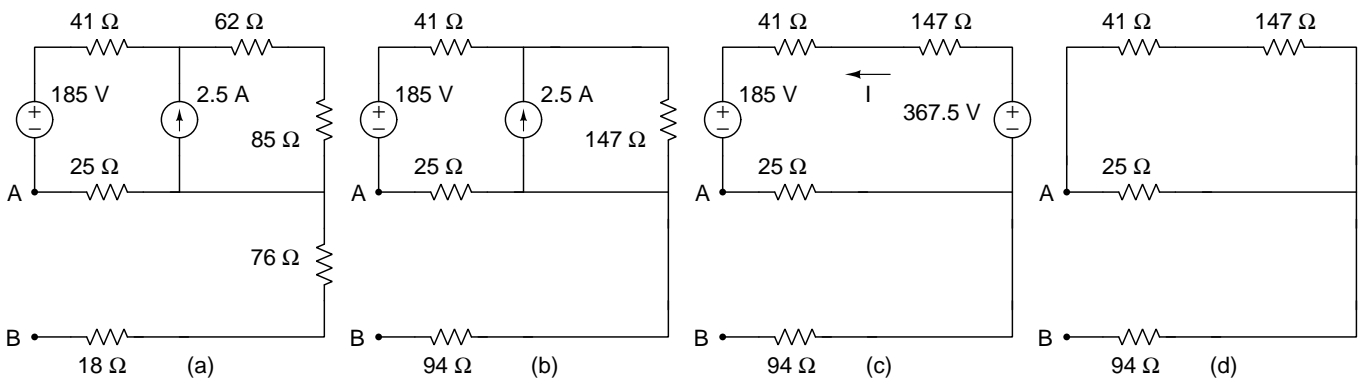 41 Ω 62 Ω 41 Ω 41 Ω 147 Ω 41 Ω 147 Ω
185 V 2.5 A 185 V 2.5 A 185 V I 367.5 V
85 Ω 147 Ω
25 Ω 25 Ω 25 Ω 25 Ω
A A A A
76 Ω
B B B B
18 Ω (a) 94 Ω (b) 94 Ω (c) 94 Ω (d)